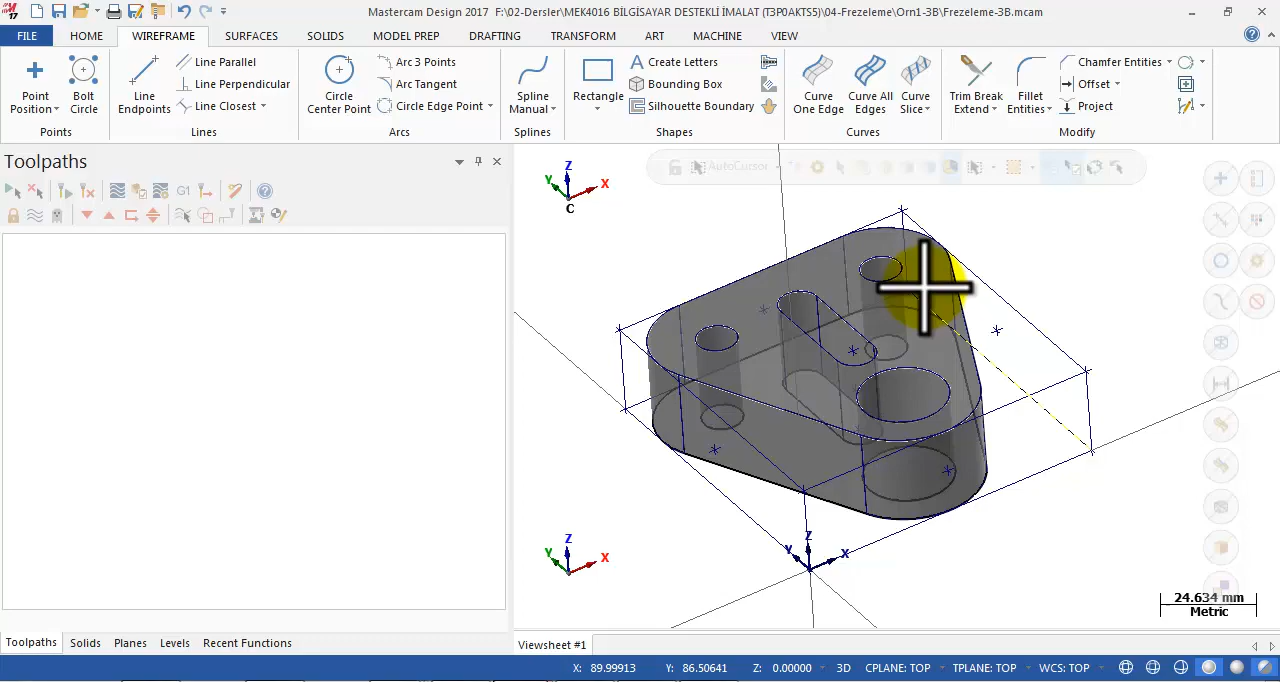 17
Mastercam Design 2017  F:\02-Dersler\MEK4016 BİLGİSAYAR DESTEKLİ İMALAT (T3P0AKTS5)\04-Frezeleme\Orn1-3B\Frezeleme-3B.mcam
FILE HOME WIREFRAME SURFACES SOLIDS MODEL PREP DRAFTING TRANSFORM ART MACHINE VIEW
Point Position
Bolt Circle
Points
Line Endpoints
Line Parallel
Line Perpendicular
Line Closest
Lines
Circle Center Point
Arc 3 Points
Arc Tangent
Circle Edge Point
Arcs
Spline Manual
Splines
Rectangle
Create Letters
Bounding Box
Silhouette Boundary
Shapes
Curve One Edge
Curve All Edges
Curve Slice
Curves
Trim Break Extend
Fillet Entities
Chamfer Entities
Offset
Project
Modify
Toolpaths
G1
AutoCursor
Z
Y
X
C
Z
Y
X
Z
Y
X
24.634 mm
Metric
Toolpaths Solids Planes Levels Recent Functions
Viewsheet #1
X: 89.99913 Y: 86.50641 Z: 0.00000 3D CPLANE: TOP TPLANE: TOP WCS: TOP